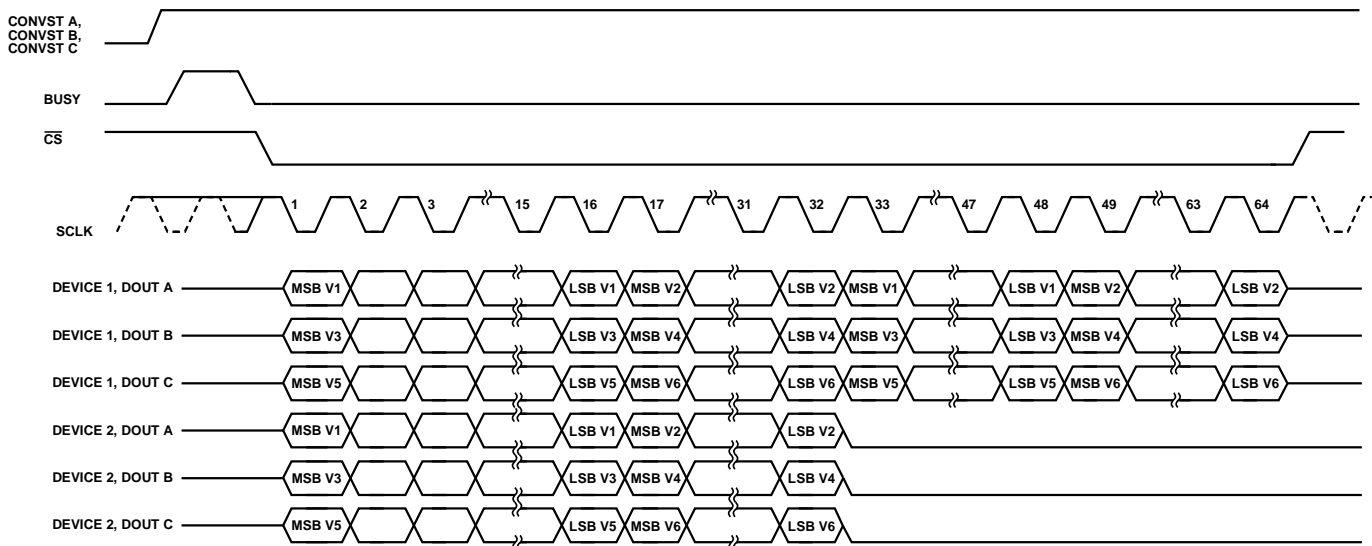 CONVST A,
CONVST B,
CONVST C
BUSY
CS
SCLK
1 2 3 15 16 17 31 32 33 47 48 49 63 64
DEVICE 1, DOUT A MSB V1 LSB V1 MSB V2 LSB V2 MSB V1 LSB V1 MSB V2 LSB V2
DEVICE 1, DOUT B MSB V3 LSB V3 MSB V4 LSB V4 MSB V3 LSB V3 MSB V4 LSB V4
DEVICE 1, DOUT C MSB V5 LSB V5 MSB V6 LSB V6 MSB V5 LSB V5 MSB V6 LSB V6
DEVICE 2, DOUT A MSB V1 LSB V1 MSB V2 LSB V2
DEVICE 2, DOUT B MSB V3 LSB V3 MSB V4 LSB V4
DEVICE 2, DOUT C MSB V5 LSB V5 MSB V6 LSB V6